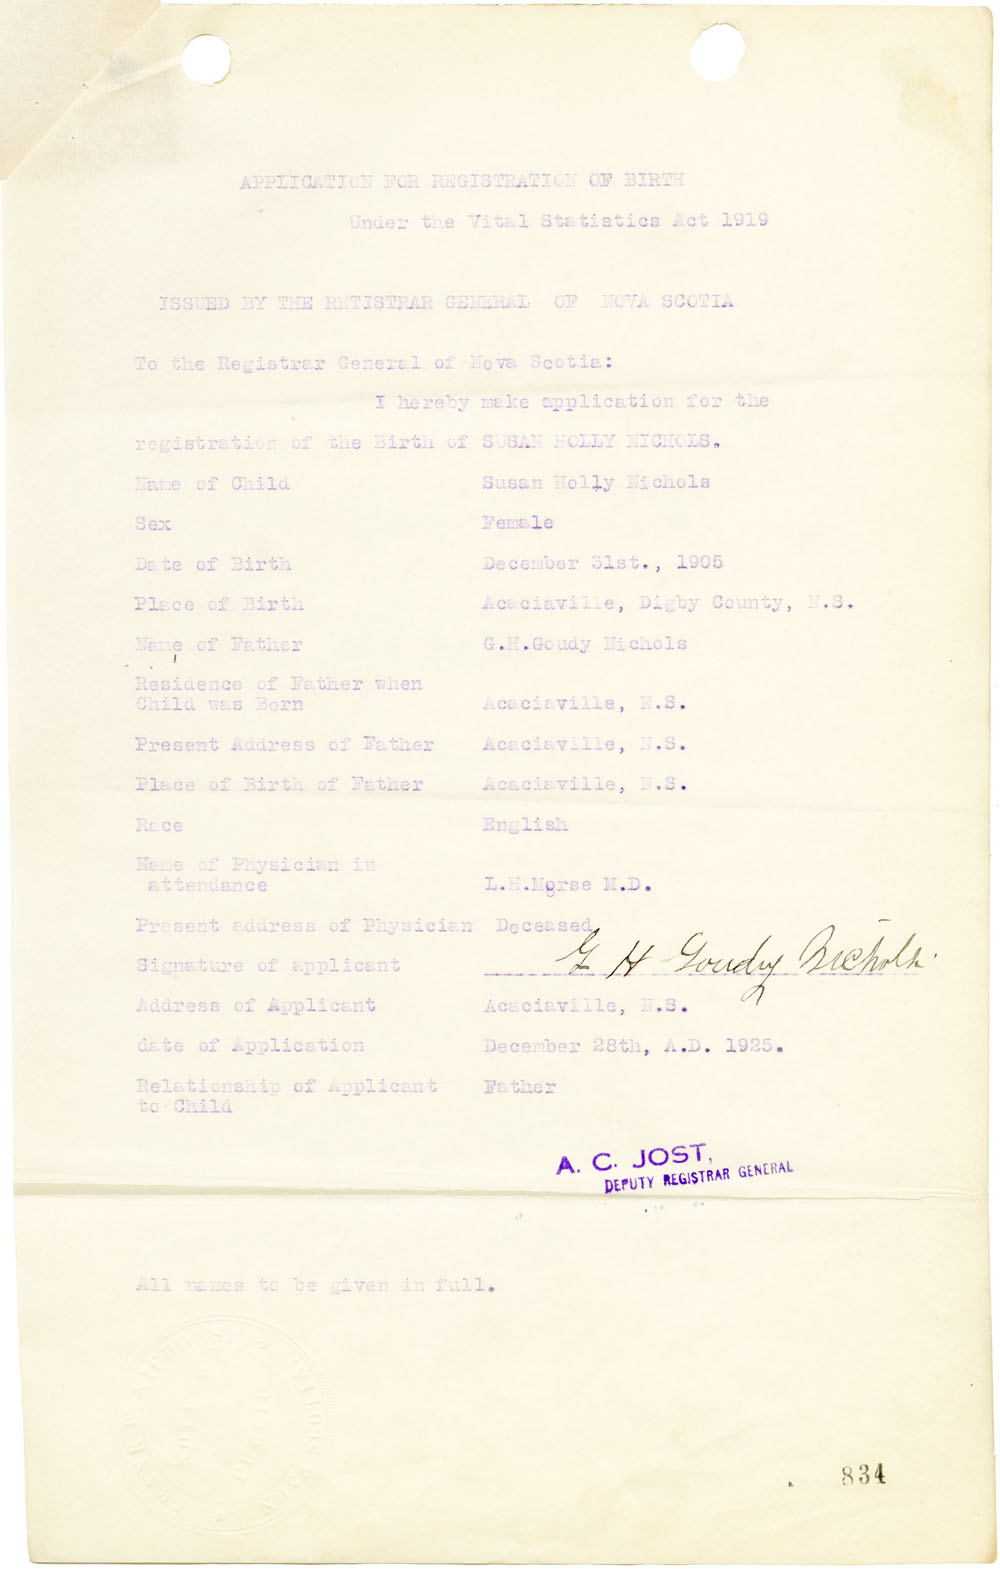 APPLICATION FOR REGISTRATION OF BIRTH
Under the Vital Statistics Act 1919
ISSUED BY THE RETISTRAR GENERAL OF NOVA SCOTIA
To the Registrar General of Nova Scotia:
I hereby make application for the
registration of the Birth of SUSAN HOLLY NICHOLS.
Name of Child Susan Holly Nichols
Sex Female
Date of Birth December 31st., 1905
Place of Birth Acaciaville, Digby County, N.S.
Name of Father G.H.Goudy Nichols
Residence of Father when
Child was Born Acaciaville, N.S.
Present Address of Father Acaciaville, N.S.
Place of Birth of Father Acaciaville, N.S.
Race English
Name of Physician in
attendance L.H.Morse M.D.
Present address of Physician Deceased
Signature of applicant G H Goudy Nichols.
Address of Applicant Acaciaville, N.S.
date of Application December 28th, A.D. 1925.
Relationship of Applicant Father
to Child
A. C. JOST,
DEPUTY REGISTRAR GENERAL
All names to be given in full.
834